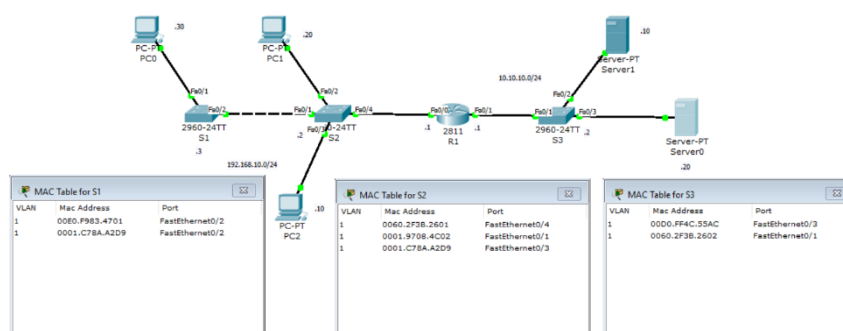 .30
.20
.10
PC-PT
PC0
PC-PT
PC1
10.10.10.0/24
Server-PT
Server1
Fa0/1
Fa0/2
Fa0/2
Fa0/2
Fa0/1
Fa0/4
Fa0/0
Fa0/1
Fa0/1
Fa0/3
2960-24TT
S1
Fa0/3
0-24TT
S2
2811
R1
2960-24TT
S3
.3
.2
.1
.1
.2
Server-PT
Server0
.20
192.168.10.0/24
.10
PC-PT
PC2
MAC Table for S1
VLAN Mac Address Port
1 00E0.F983.4701 FastEthernet0/2
1 0001.C78A.A2D9 FastEthernet0/2
MAC Table for S2
VLAN Mac Address Port
1 0060.2F3B.2601 FastEthernet0/4
1 0001.9708.4C02 FastEthernet0/1
1 0001.C78A.A2D9 FastEthernet0/3
MAC Table for S3
VLAN Mac Address Port
1 00D0.FF4C.55AC FastEthernet0/3
1 0060.2F3B.2602 FastEthernet0/1